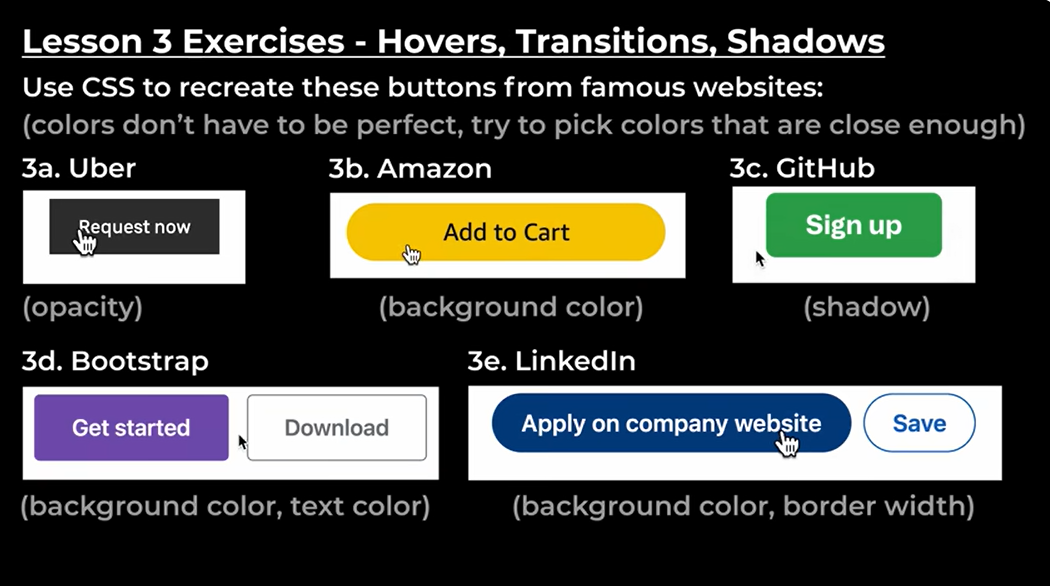 Lesson 3 Exercises - Hovers, Transitions, Shadows
Use CSS to recreate these buttons from famous websites:
(colors don't have to be perfect, try to pick colors that are close enough)
3a. Uber
3b. Amazon
3c. GitHub
Request now
Add to Cart
Sign up
(opacity)
(background color)
(shadow)
3d. Bootstrap
3e. LinkedIn
Get started
Download
Apply on company website
Save
(background color, text color)
(background color, border width)